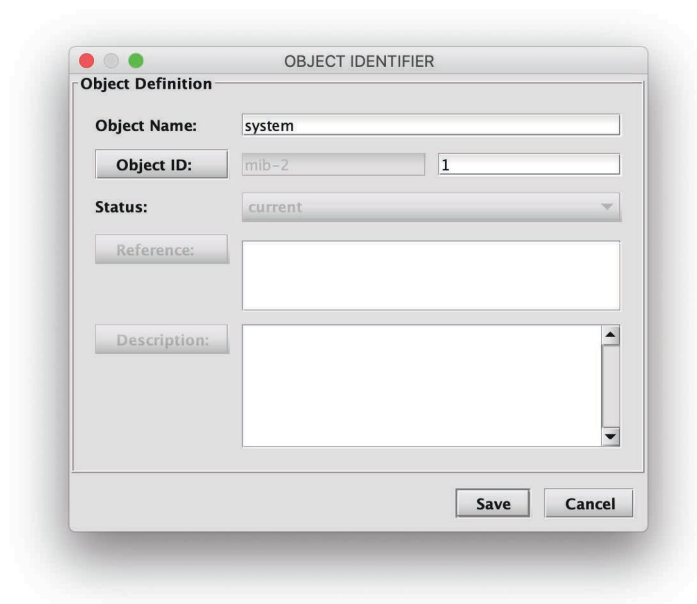 OBJECT IDENTIFIER
Object Definition
Object Name: system
Object ID: mib-2 1
Status: current
Reference:
Description:
Save Cancel